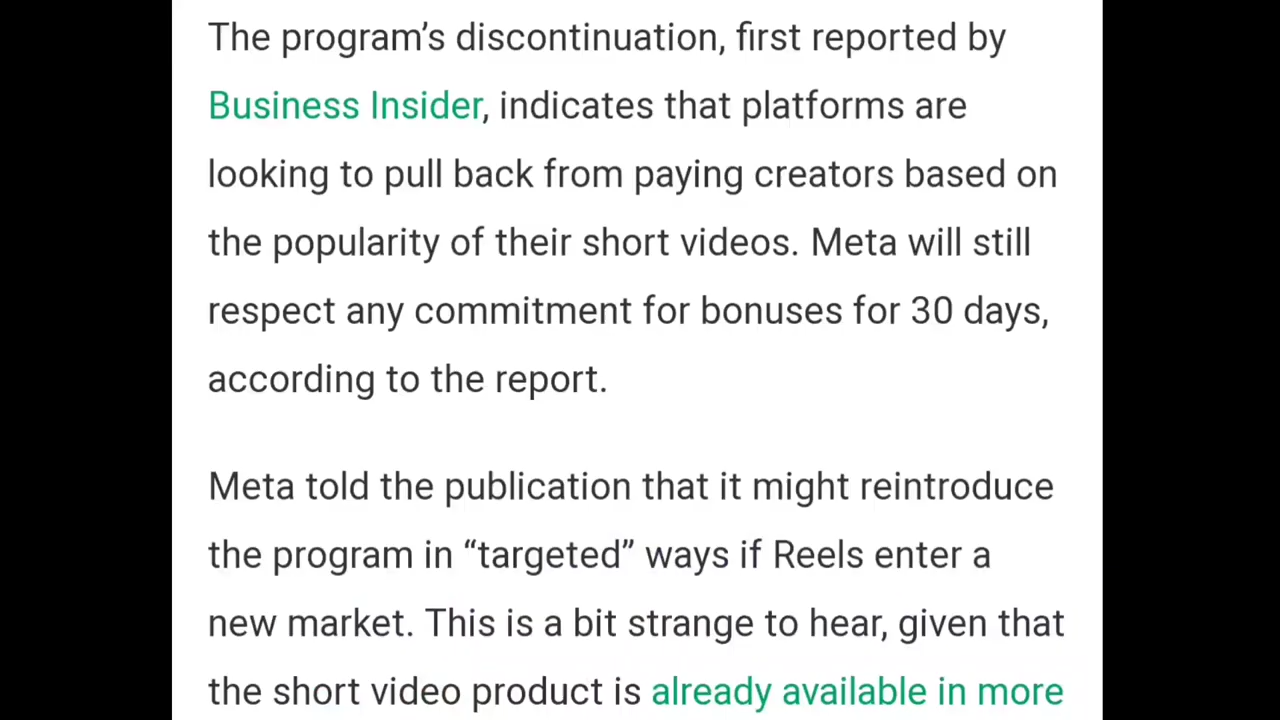 The program’s discontinuation, first reported by
Business Insider, indicates that platforms are
looking to pull back from paying creators based on
the popularity of their short videos. Meta will still
respect any commitment for bonuses for 30 days,
according to the report.
Meta told the publication that it might reintroduce
the program in “targeted” ways if Reels enter a
new market. This is a bit strange to hear, given that
the short video product is already available in more